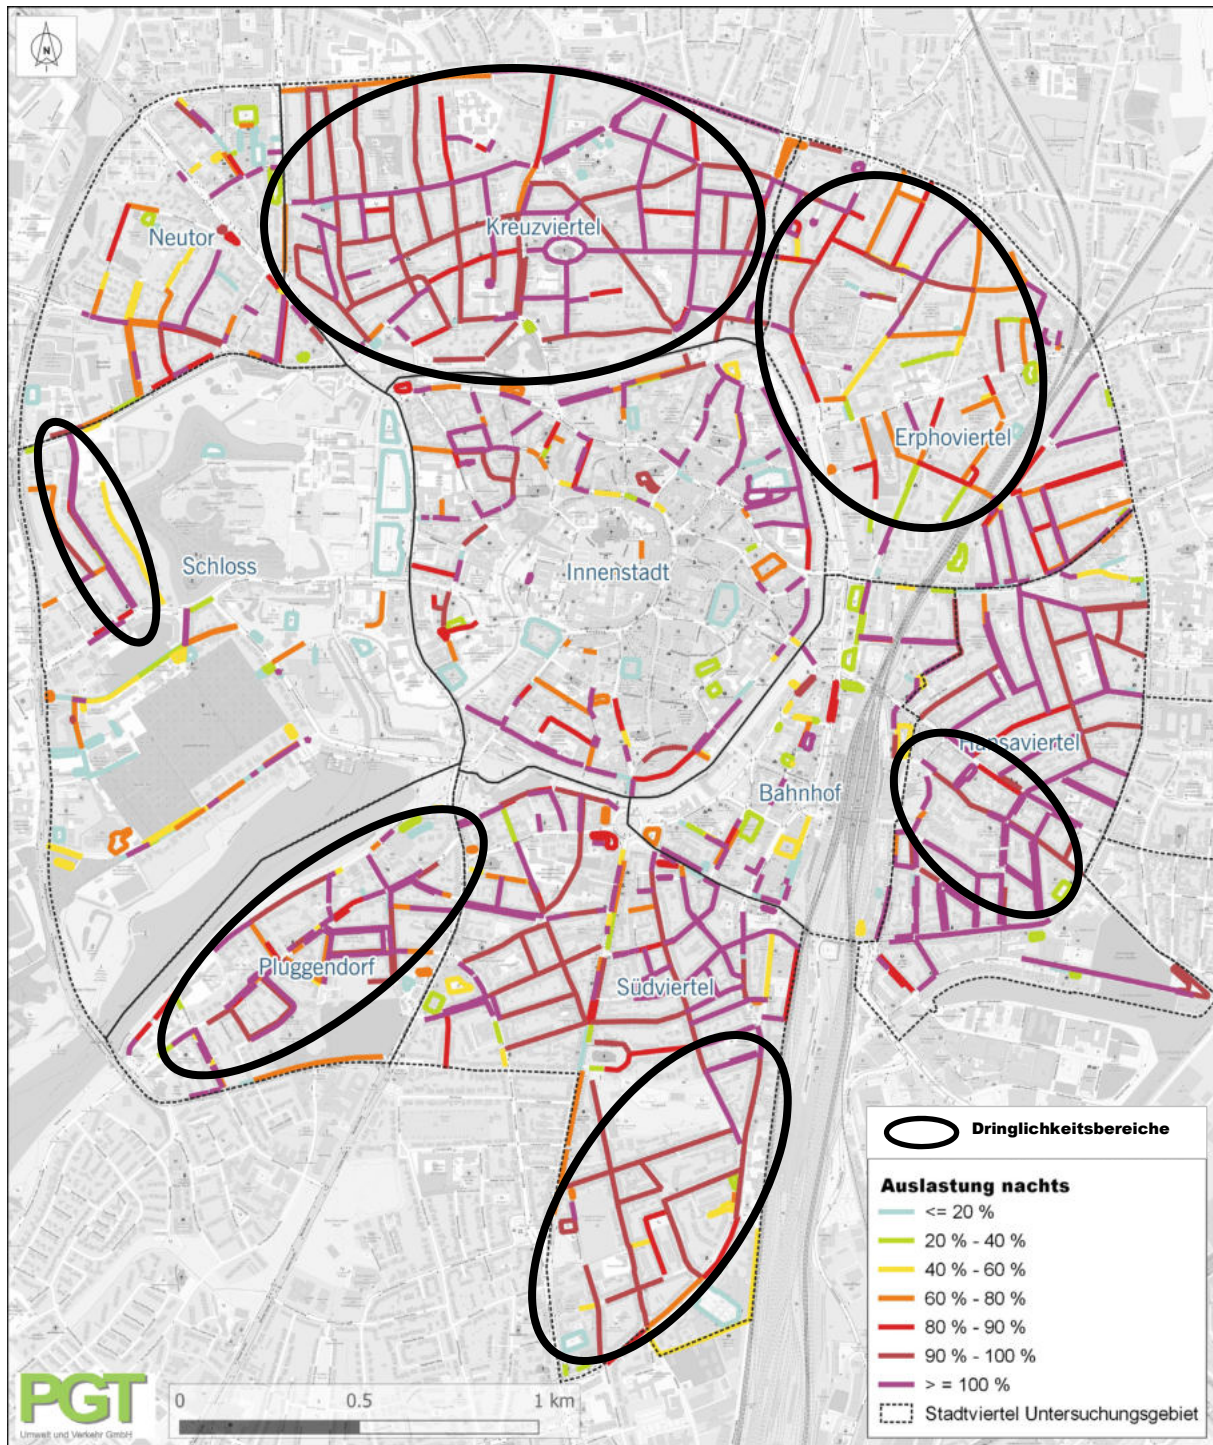 N
Kreuzviertel
Neutor
Erphoviertel
Schloss
Innenstadt
Hansaviertel
Bahnhof
Pluggendorf
Südviertel
Dringlichkeitsbereiche
Auslastung nachts
<= 20 %
20 % - 40 %
40 % - 60 %
60 % - 80 %
80 % - 90 %
90 % - 100 %
> = 100 %
Stadtviertel Untersuchungsgebiet
PGT
Umwelt und Verkehr GmbH
0 0.5 1 km